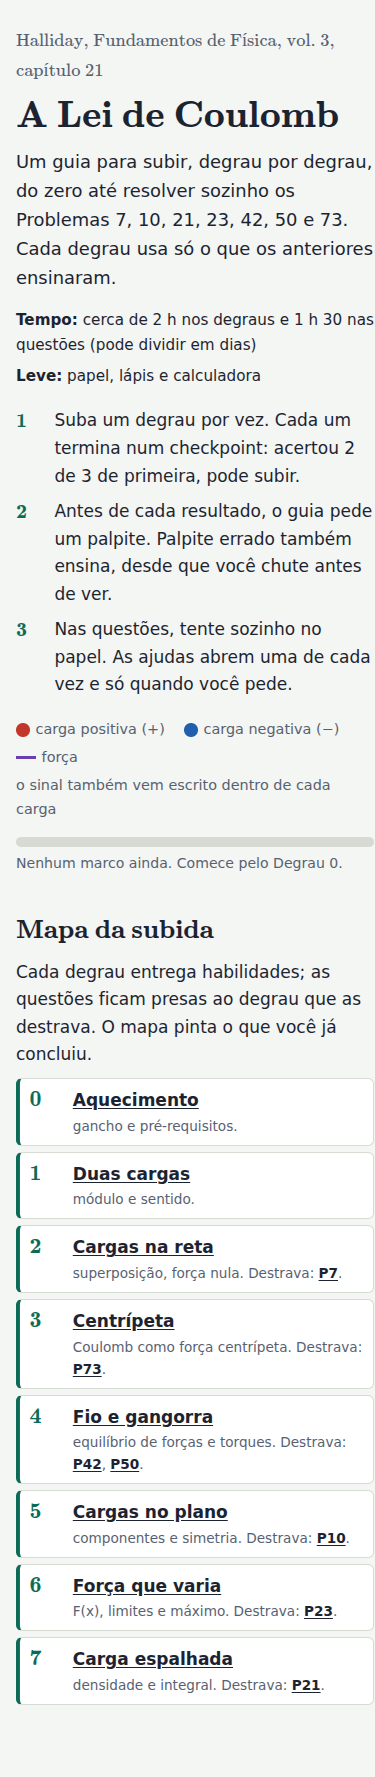 Halliday, Fundamentos de Física, vol. 3,
capítulo 21
A Lei de Coulomb
Um guia para subir, degrau por degrau,
do zero até resolver sozinho os
Problemas 7, 10, 21, 23, 42, 50 e 73.
Cada degrau usa só o que os anteriores
ensinaram.
Tempo: cerca de 2 h nos degraus e 1 h 30 nas
questões (pode dividir em dias)
Leve: papel, lápis e calculadora
1 Suba um degrau por vez. Cada um
termina num checkpoint: acertou 2
de 3 de primeira, pode subir.
2 Antes de cada resultado, o guia pede
um palpite. Palpite errado também
ensina, desde que você chute antes
de ver.
3 Nas questões, tente sozinho no
papel. As ajudas abrem uma de cada
vez e só quando você pede.
carga positiva (+) carga negativa (−)
força
o sinal também vem escrito dentro de cada
carga
Nenhum marco ainda. Comece pelo Degrau 0.
Mapa da subida
Cada degrau entrega habilidades; as
questões ficam presas ao degrau que as
destrava. O mapa pinta o que você já
concluiu.
0 Aquecimento
gancho e pré-requisitos.
1 Duas cargas
módulo e sentido.
2 Cargas na reta
superposição, força nula. Destrava: P7.
3 Centrípeta
Coulomb como força centrípeta. Destrava:
P73.
4 Fio e gangorra
equilíbrio de forças e torques. Destrava:
P42, P50.
5 Cargas no plano
componentes e simetria. Destrava: P10.
6 Força que varia
F(x), limites e máximo. Destrava: P23.
7 Carga espalhada
densidade e integral. Destrava: P21.